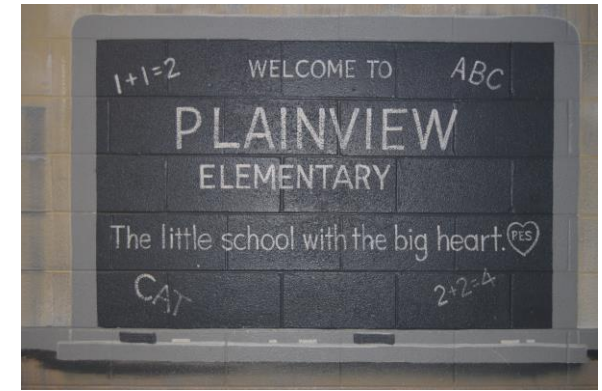 1+1=2 WELCOME TO ABC
PLAINVIEW
ELEMENTARY
The little school with the big heart. PES
CAT 2+2=4